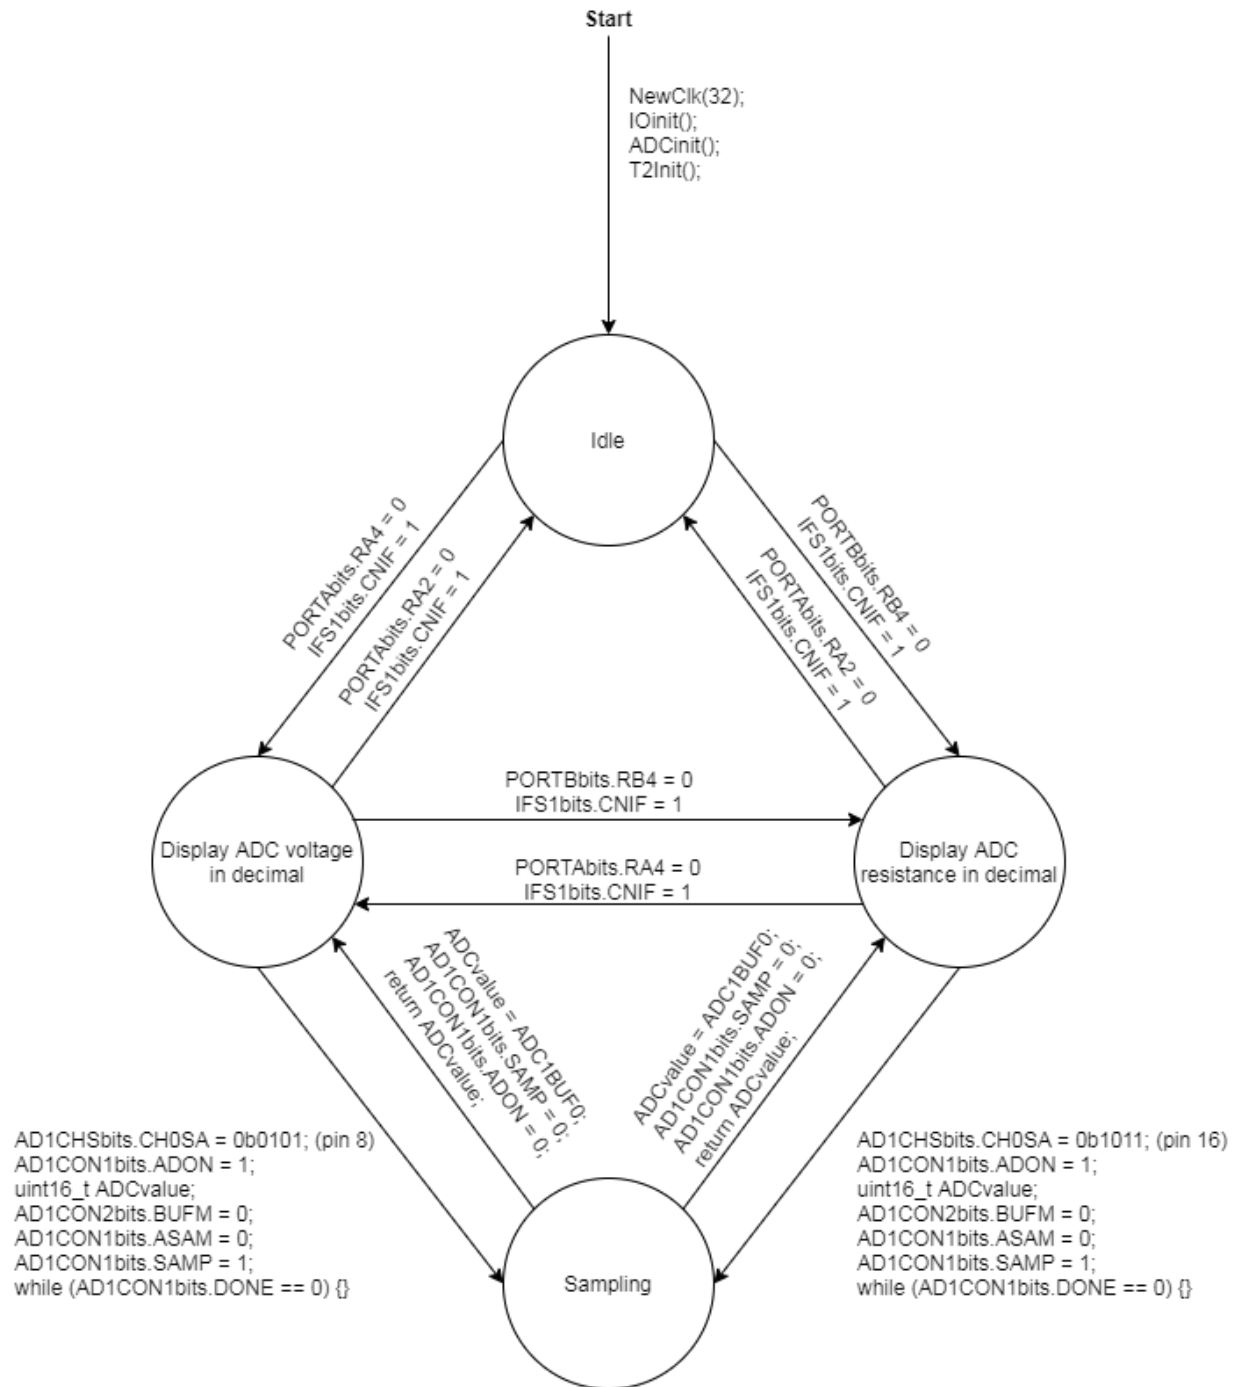 Start
NewClk(32);
IOinit();
ADCinit();
T2Init();
Idle
PORTAbits.RA4 = 0
IFS1bits.CNIF = 1
PORTAbits.RA2 = 0
IFS1bits.CNIF = 1
PORTBbits.RB4 = 0
IFS1bits.CNIF = 1
PORTAbits.RA2 = 0
IFS1bits.CNIF = 1
PORTBbits.RB4 = 0
IFS1bits.CNIF = 1
Display ADC voltage
in decimal
Display ADC
resistance in decimal
PORTAbits.RA4 = 0
IFS1bits.CNIF = 1
ADCvalue = ADC1BUF0;
AD1CON1bits.SAMP = 0;
AD1CON1bits.ADON = 0;
return ADCvalue;
ADCvalue = ADC1BUF0;
AD1CON1bits.SAMP = 0;
AD1CON1bits.ADON = 0;
return ADCvalue;
AD1CHSbits.CH0SA = 0b0101; (pin 8)
AD1CON1bits.ADON = 1;
uint16_t ADCvalue;
AD1CON2bits.BUFM = 0;
AD1CON1bits.ASAM = 0;
AD1CON1bits.SAMP = 1;
while (AD1CON1bits.DONE == 0) {}
AD1CHSbits.CH0SA = 0b1011; (pin 16)
AD1CON1bits.ADON = 1;
uint16_t ADCvalue;
AD1CON2bits.BUFM = 0;
AD1CON1bits.ASAM = 0;
AD1CON1bits.SAMP = 1;
while (AD1CON1bits.DONE == 0) {}
Sampling